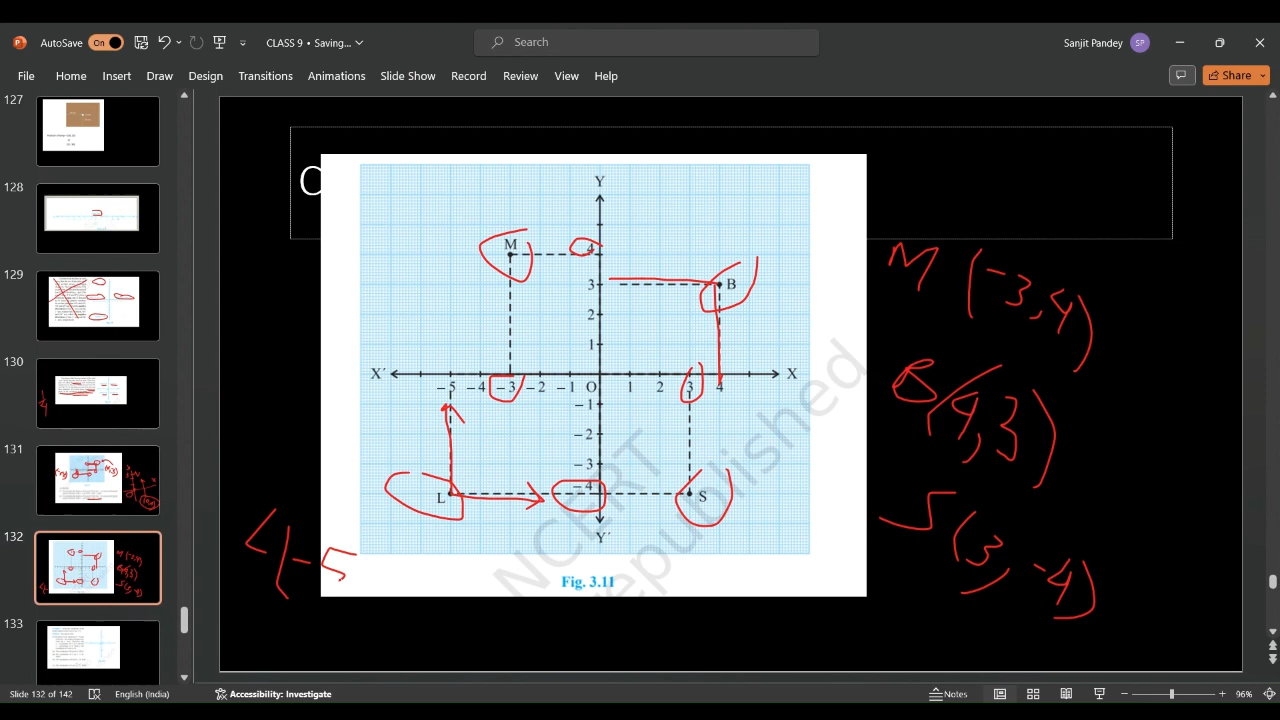 AutoSave On CLASS 9 • Saving... Search Sanjit Pandey SP
File Home Insert Draw Design Transitions Animations Slide Show Record Review View Help Share
127
128
129
130
131
132
133
Y
M 4
3 B
2
1
X′ -5 -4 -3 -2 -1 O 1 2 3 4 X
-1
-2
-3
L -4 S
Y′
NCERT
republished
Fig. 3.11
M (-3, 4)
B (4, 3)
S (3, -4)
L (-5
Slide 132 of 142 English (India) Accessibility: Investigate Notes 96%